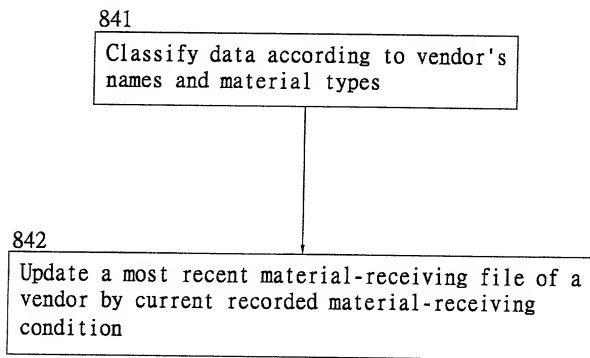 841
Classify data according to vendor's
names and material types
842
Update a most recent material-receiving file of a
vendor by current recorded material-receiving
condition